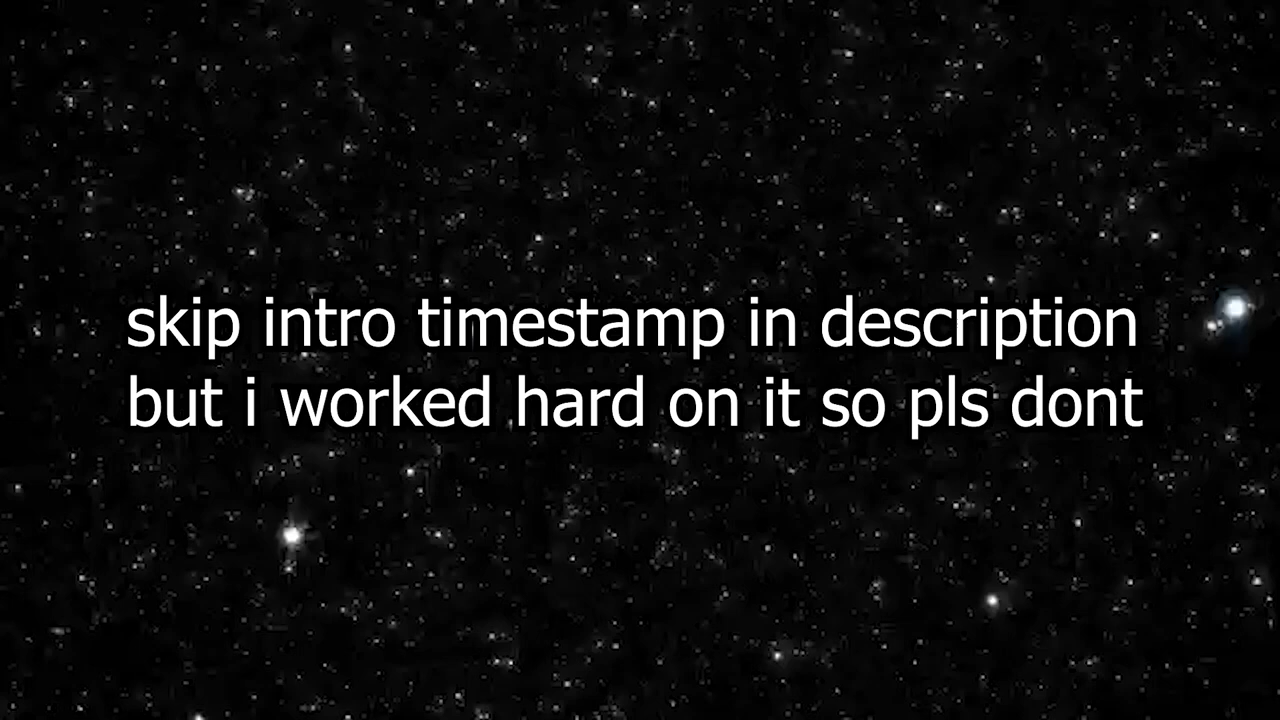 skip intro timestamp in description
but i worked hard on it so pls dont